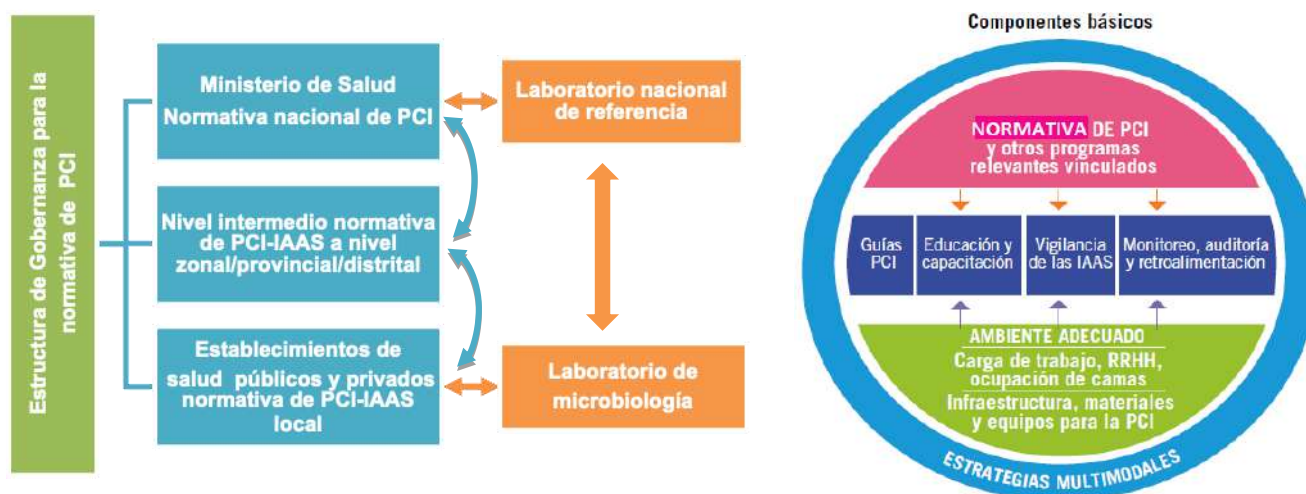 Estructura de Gobernanza para la
normativa de PCI
Ministerio de Salud
Normativa nacional de PCI
Laboratorio nacional
de referencia
Nivel intermedio normativa
de PCI-IAAS a nivel
zonal/provincial/distrital
Establecimientos de
salud públicos y privados
normativa de PCI-IAAS
local
Laboratorio de
microbiología
Componentes básicos
NORMATIVA DE PCI
y otros programas
relevantes vinculados
Guías
PCI
Educación y
capacitación
Vigilancia
de las IAAS
Monitoreo, auditoría
y retroalimentación
AMBIENTE ADECUADO
Carga de trabajo, RRHH,
ocupación de camas
Infraestructura, materiales
y equipos para la PCI
ESTRATEGIAS MULTIMODALES